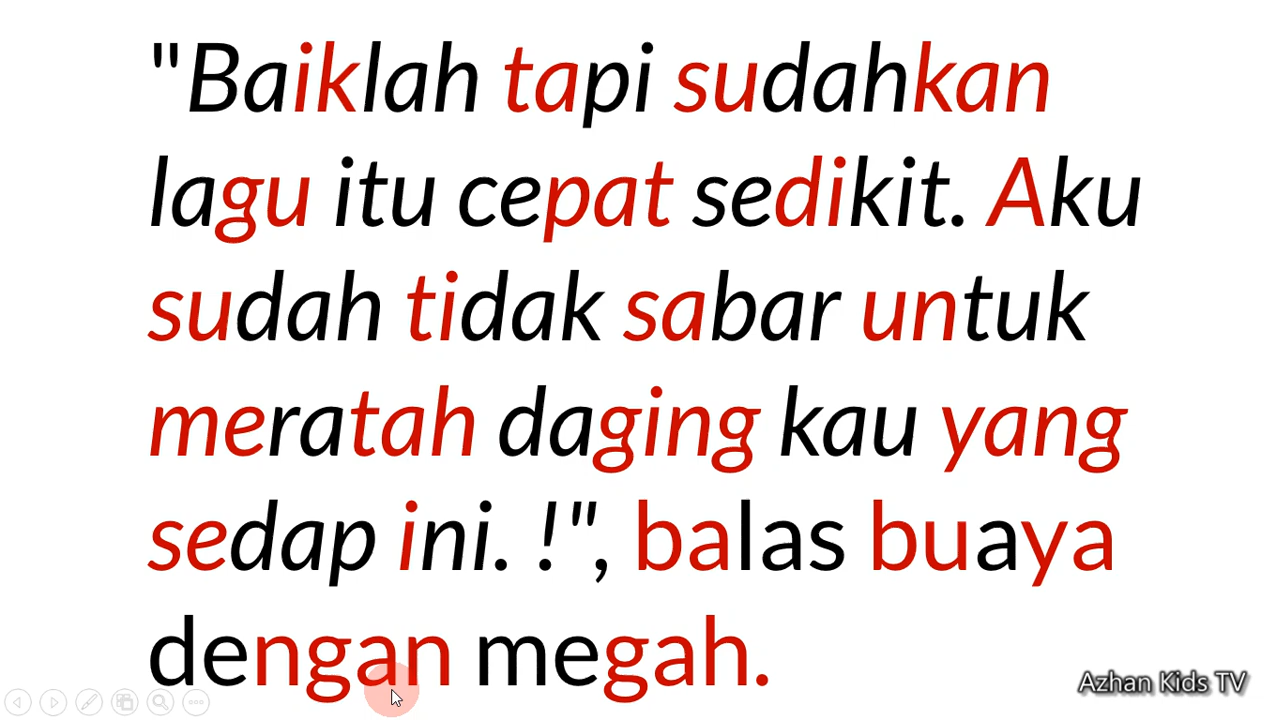 "Baiklah tapi sudahkan
lagu itu cepat sedikit. Aku
sudah tidak sabar untuk
meratah daging kau yang
sedap ini. !", balas buaya
dengan megah.
Azhan Kids TV